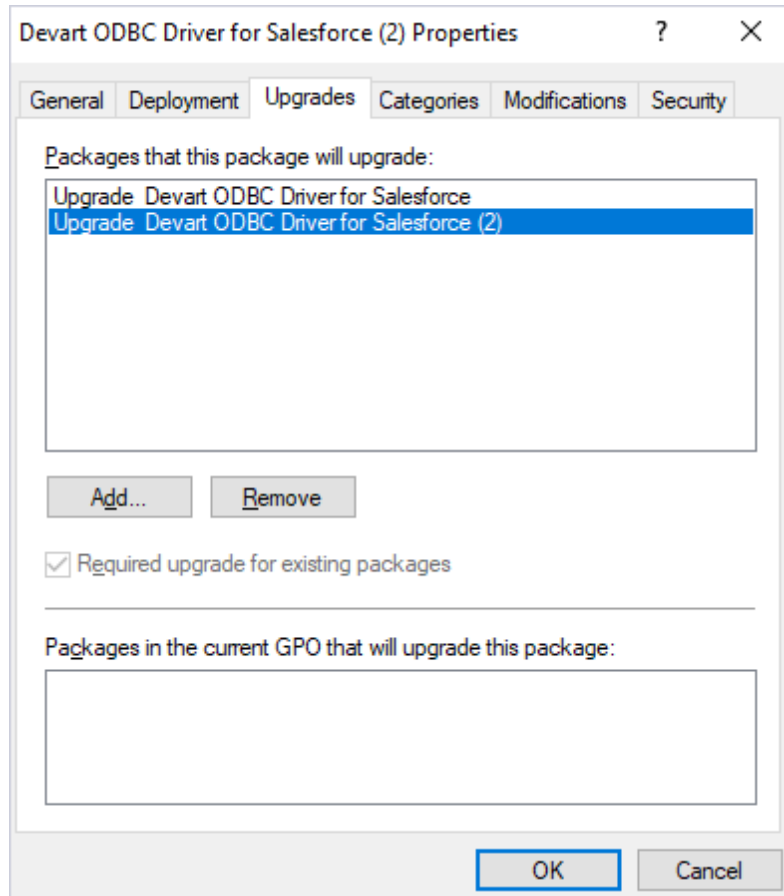 Devart ODBC Driver for Salesforce (2) Properties ? ×
General Deployment Upgrades Categories Modifications Security
Packages that this package will upgrade:
Upgrade Devart ODBC Driver for Salesforce
Upgrade Devart ODBC Driver for Salesforce (2)
Add... Remove
Required upgrade for existing packages
Packages in the current GPO that will upgrade this package:
OK Cancel